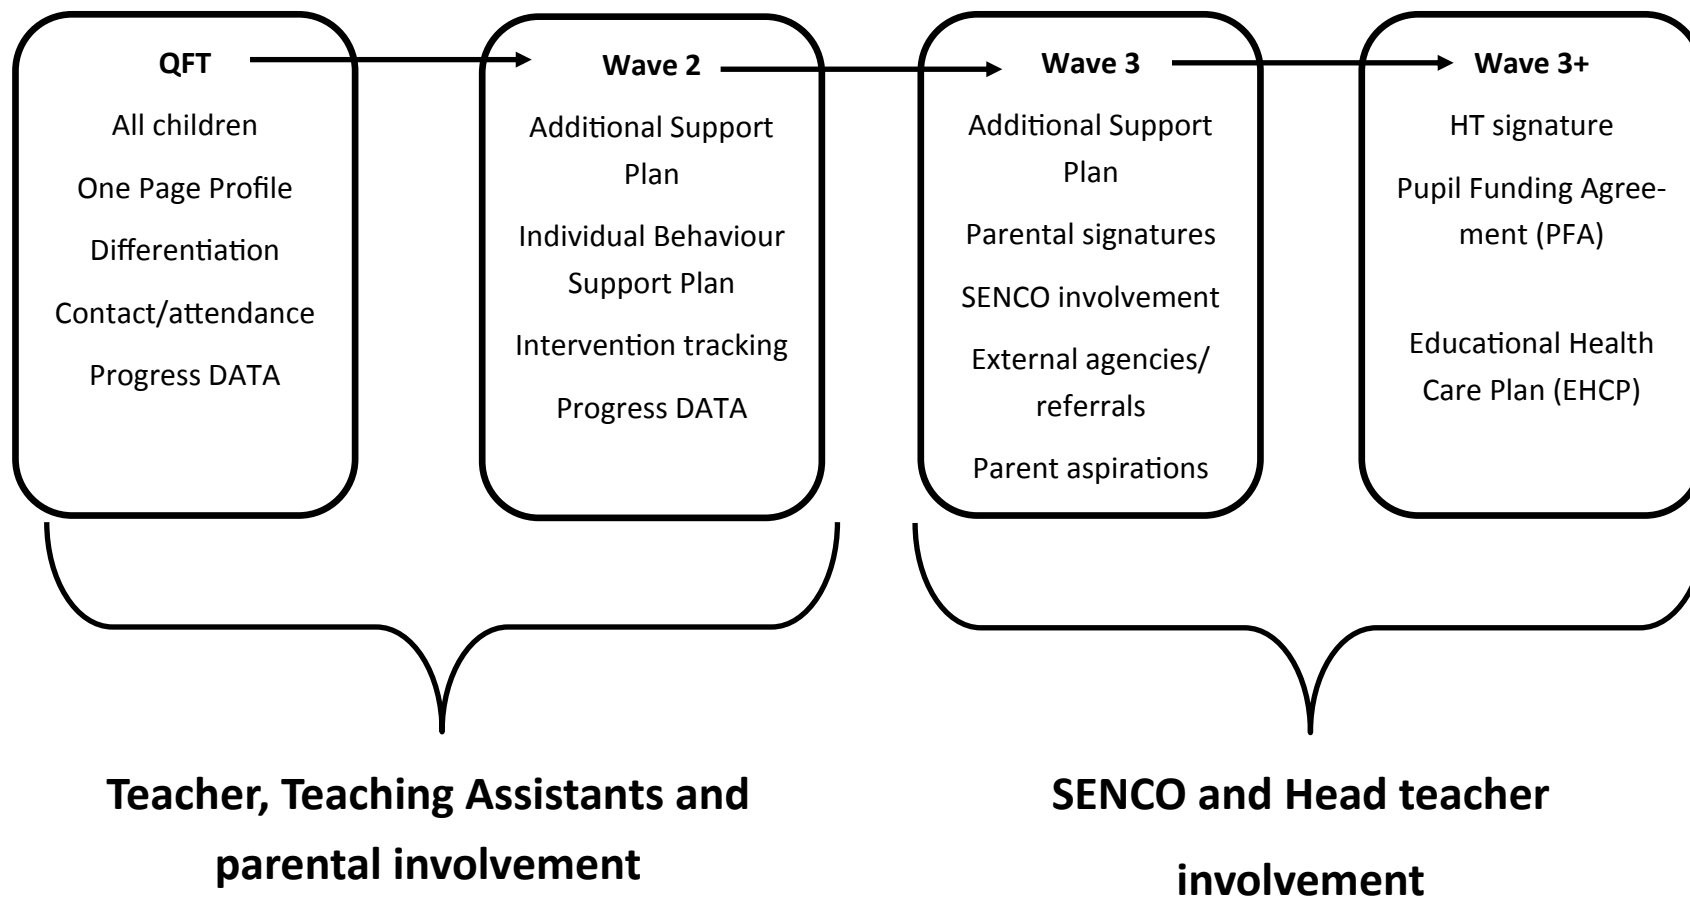 QFT
All children
One Page Profile
Differentiation
Contact/attendance
Progress DATA
Wave 2
Additional Support
Plan
Individual Behaviour
Support Plan
Intervention tracking
Progress DATA
Wave 3
Additional Support
Plan
Parental signatures
SENCO involvement
External agencies/
referrals
Parent aspirations
Wave 3+
HT signature
Pupil Funding Agree-
ment (PFA)
Educational Health
Care Plan (EHCP)
Teacher, Teaching Assistants and
parental involvement
SENCO and Head teacher
involvement